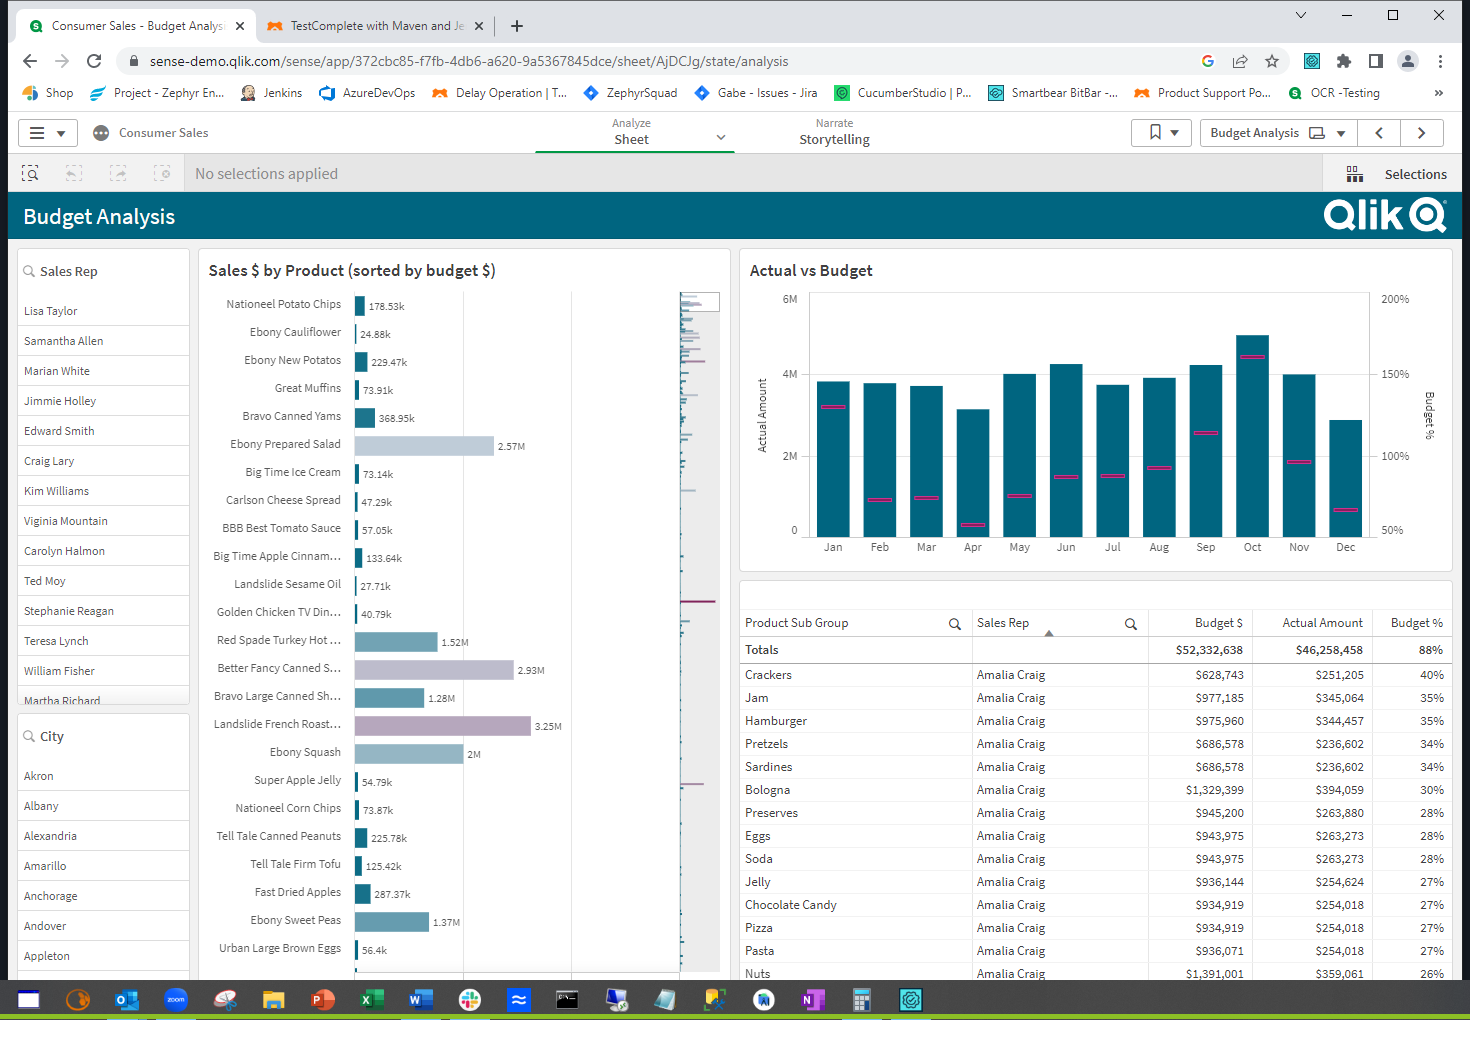 Consumer Sales - Budget Analysi
TestComplete with Maven and Je
sense-demo.qlik.com/sense/app/372cbc85-f7fb-4db6-a620-9a5367845dce/sheet/AjDCJg/state/analysis
Shop Project - Zephyr En... Jenkins AzureDevOps Delay Operation | T... ZephyrSquad Gabe - Issues - Jira CucumberStudio | P... Smartbear BitBar -... Product Support Po... OCR -Testing »
Consumer Sales
Analyze
Sheet
Narrate
Storytelling
Budget Analysis
No selections applied
Selections
Budget Analysis
Qlik
Sales Rep
Lisa Taylor
Samantha Allen
Marian White
Jimmie Holley
Edward Smith
Craig Lary
Kim Williams
Viginia Mountain
Carolyn Halmon
Ted Moy
Stephanie Reagan
Teresa Lynch
William Fisher
Martha Richard
City
Akron
Albany
Alexandria
Amarillo
Anchorage
Andover
Appleton
Sales $ by Product (sorted by budget $)
Nationeel Potato Chips 178.53k
Ebony Cauliflower 24.88k
Ebony New Potatos 229.47k
Great Muffins 73.91k
Bravo Canned Yams 368.95k
Ebony Prepared Salad 2.57M
Big Time Ice Cream 73.14k
Carlson Cheese Spread 47.29k
BBB Best Tomato Sauce 57.05k
Big Time Apple Cinnam... 133.64k
Landslide Sesame Oil 27.71k
Golden Chicken TV Din... 40.79k
Red Spade Turkey Hot ... 1.52M
Better Fancy Canned S... 2.93M
Bravo Large Canned Sh... 1.28M
Landslide French Roast... 3.25M
Ebony Squash 2M
Super Apple Jelly 54.79k
Nationeel Corn Chips 73.87k
Tell Tale Canned Peanuts 225.78k
Tell Tale Firm Tofu 125.42k
Fast Dried Apples 287.37k
Ebony Sweet Peas 1.37M
Urban Large Brown Eggs 56.4k
Actual vs Budget
6M 200%
4M 150%
2M 100%
0 50%
Actual Amount
Budget %
Jan Feb Mar Apr May Jun Jul Aug Sep Oct Nov Dec
Product Sub Group Sales Rep Budget $ Actual Amount Budget %
Totals $52,332,638 $46,258,458 88%
Crackers Amalia Craig $628,743 $251,205 40%
Jam Amalia Craig $977,185 $345,064 35%
Hamburger Amalia Craig $975,960 $344,457 35%
Pretzels Amalia Craig $686,578 $236,602 34%
Sardines Amalia Craig $686,578 $236,602 34%
Bologna Amalia Craig $1,329,399 $394,059 30%
Preserves Amalia Craig $945,200 $263,880 28%
Eggs Amalia Craig $943,975 $263,273 28%
Soda Amalia Craig $943,975 $263,273 28%
Jelly Amalia Craig $936,144 $254,624 27%
Chocolate Candy Amalia Craig $934,919 $254,018 27%
Pizza Amalia Craig $934,919 $254,018 27%
Pasta Amalia Craig $936,071 $254,018 27%
Nuts Amalia Craig $1,391,001 $359,061 26%
zoom